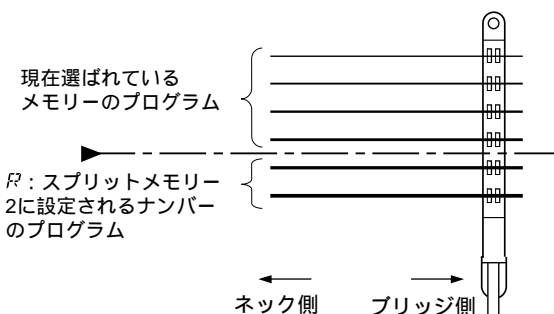 現在選ばれている
メモリーのプログラム
A：スプリットメモリー
2に設定されるナンバー
のプログラム
ネック側
ブリッジ側